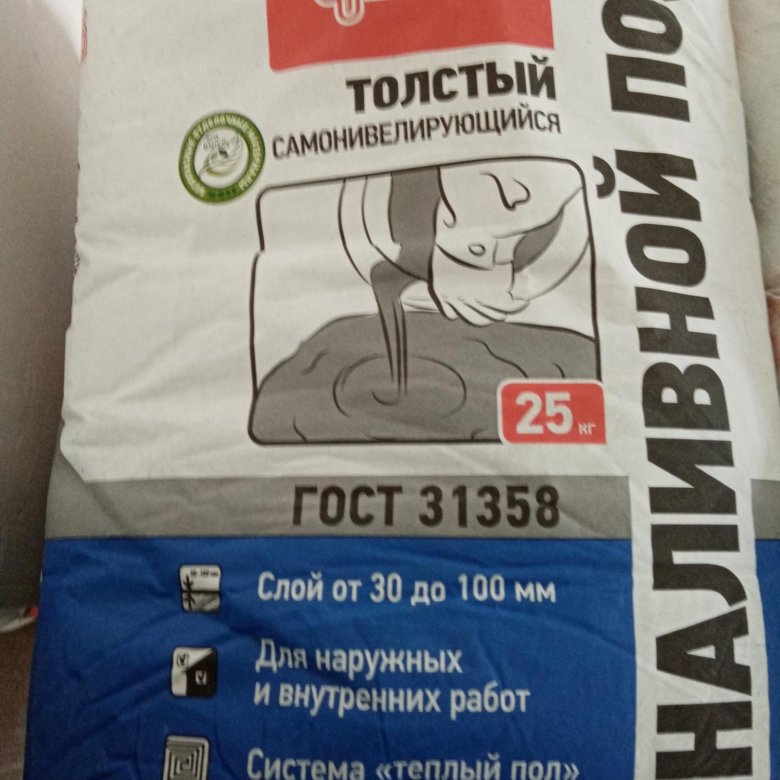 ТОЛСТЫЙ
САМОНИВЕЛИРУЮЩИЙСЯ
25 кг
ГОСТ 31358
Слой от 30 до 100 мм
Для наружных
и внутренних работ
Система «теплый пол»
НАЛИВНОЙ